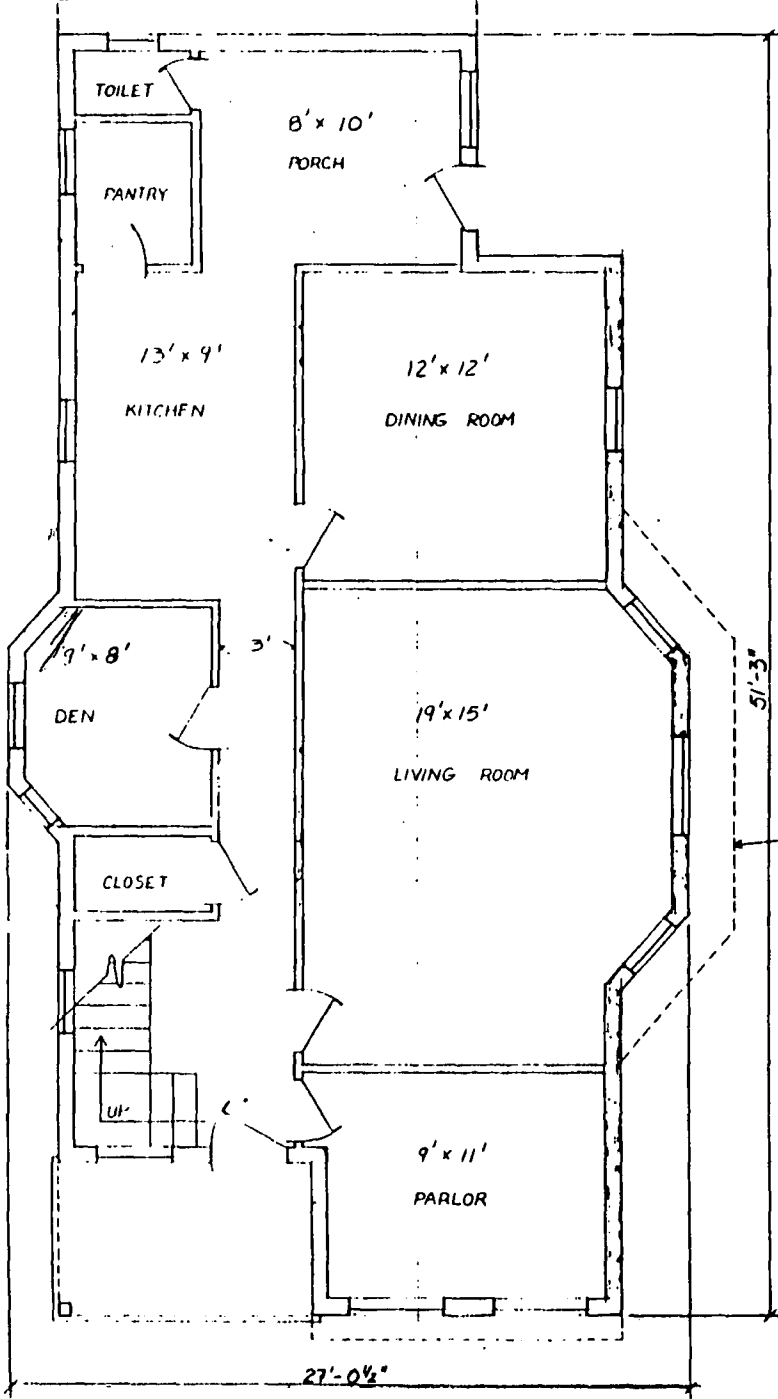 TOILET
8' x 10'
PORCH
PANTRY
13' x 9'
KITCHEN
12' x 12'
DINING ROOM
9' x 8'
3'
DEN
19' x 15'
LIVING ROOM
51'-3"
CLOSET
UP
9' x 11'
PARLOR
27'-0½"